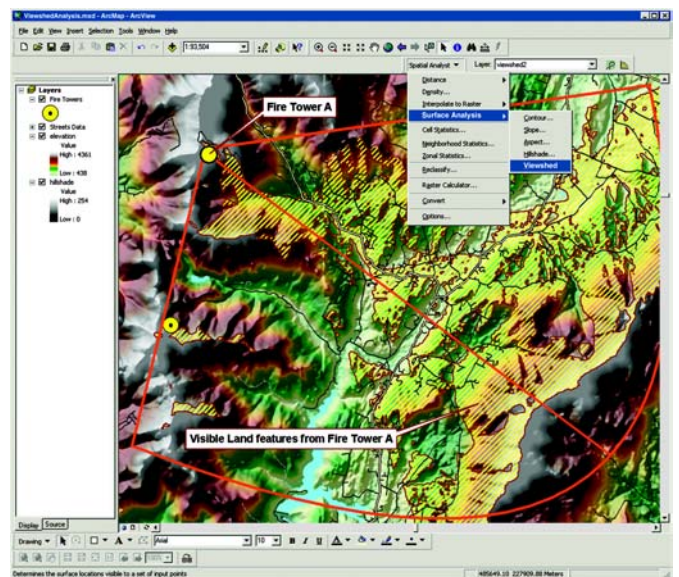 ViewshedAnalysis.mxd - ArcMap - ArcView
File Edit View Insert Selection Tools Window Help
1:93,504
Spatial Analyst Layer: viewshed2
Layers
Fire Towers
Streets Data
elevation
Value
High : 4361
Low : 438
hillshade
Value
High : 254
Low : 0
Distance
Density...
Interpolate to Raster
Surface Analysis
Cell Statistics...
Neighborhood Statistics...
Zonal Statistics...
Reclassify...
Raster Calculator...
Convert
Options...
Contour...
Slope...
Aspect...
Hillshade...
Viewshed
Fire Tower A
Visible Land features from Fire Tower A
Display Source
Drawing A Arial 10 B I U A
Determines the surface locations visible to a set of input points
485649.10 227909.88 Meters